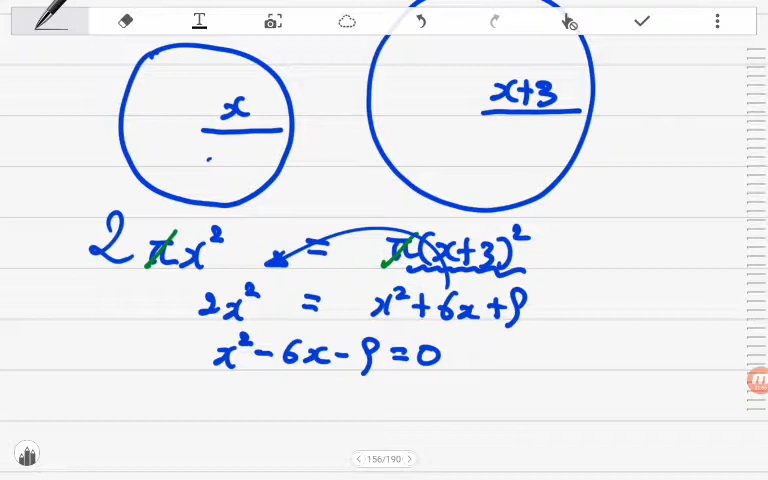 T
x
x+3
2πx² = π(x+3)²
2x² = x²+6x+9
x²-6x-9=0
156/190